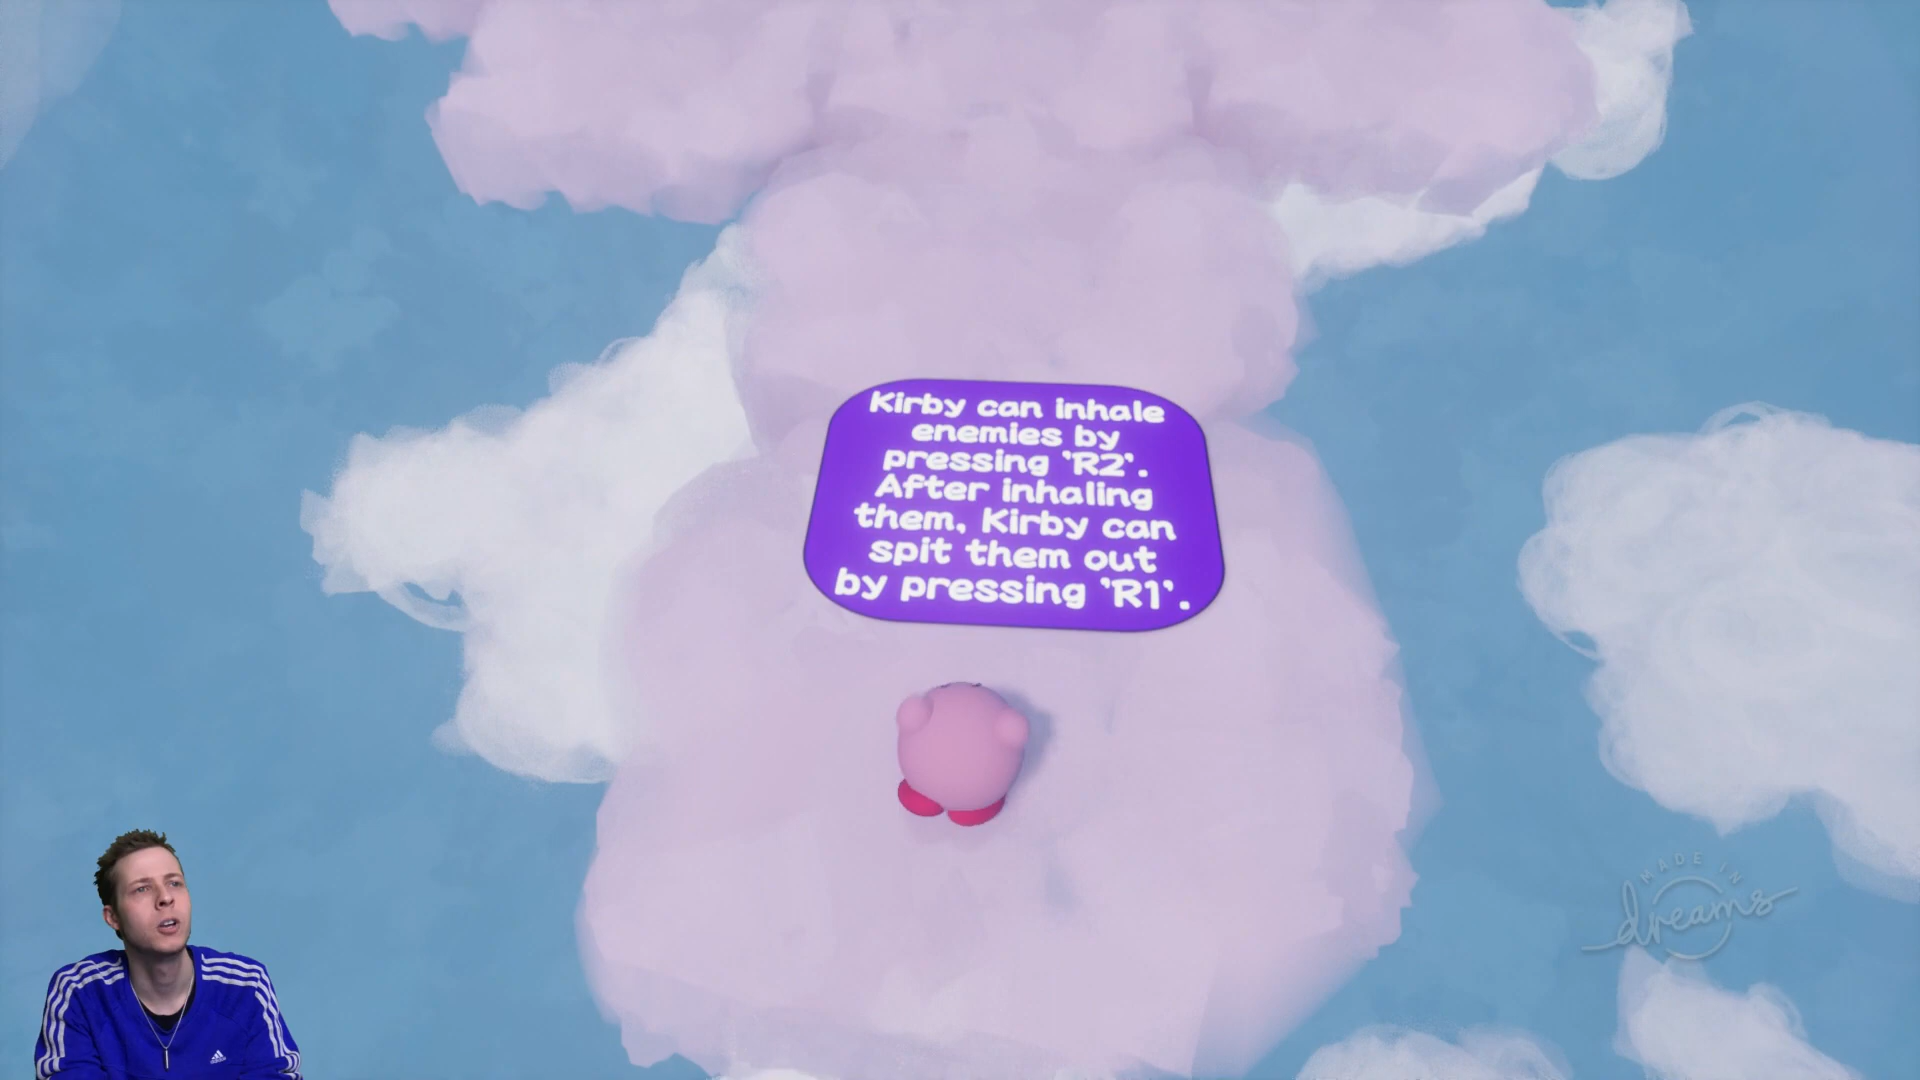 Kirby can inhale
enemies by
pressing 'R2'.
After inhaling
them, Kirby can
spit them out
by pressing 'R1'.
MADE IN
dreams
adidas